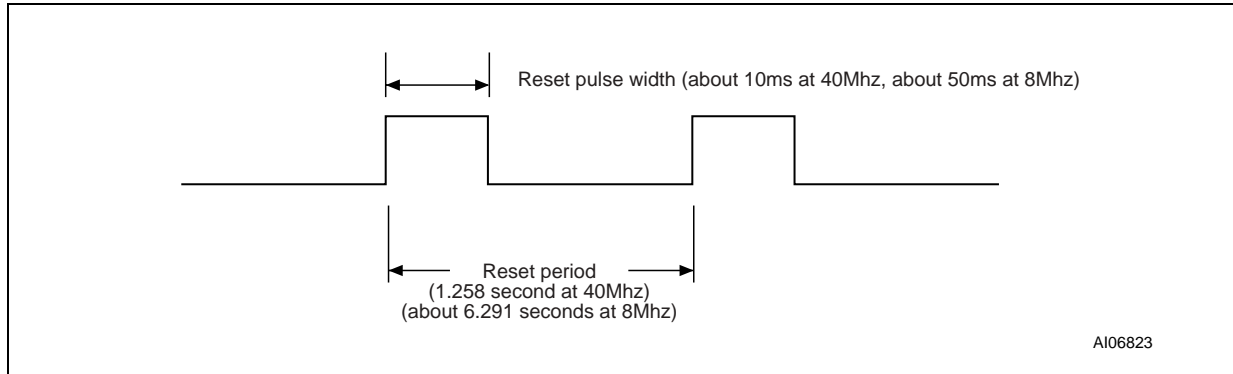 Reset pulse width (about 10ms at 40Mhz, about 50ms at 8Mhz)
Reset period
(1.258 second at 40Mhz)
(about 6.291 seconds at 8Mhz)
AI06823